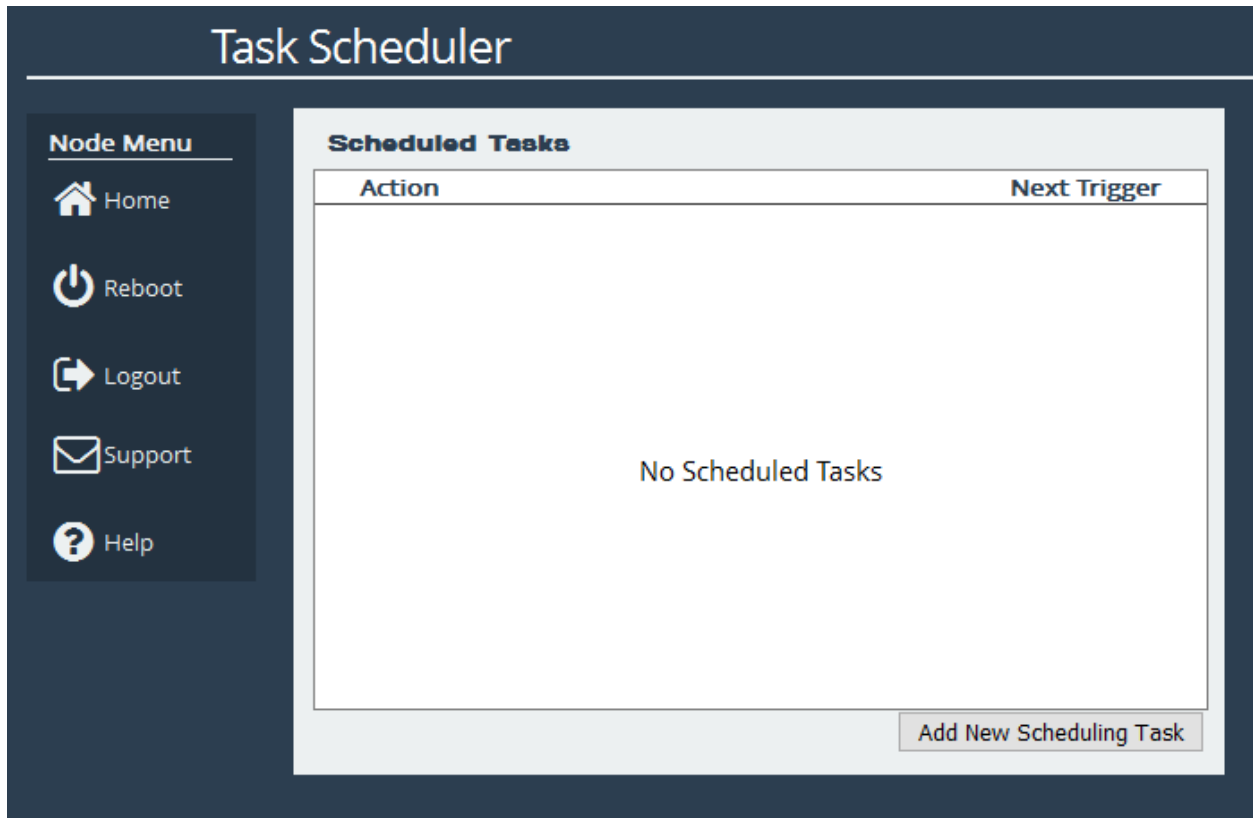 Task Scheduler
Node Menu
Home
Reboot
Logout
Support
Help
Scheduled Tasks
Action Next Trigger
No Scheduled Tasks
Add New Scheduling Task